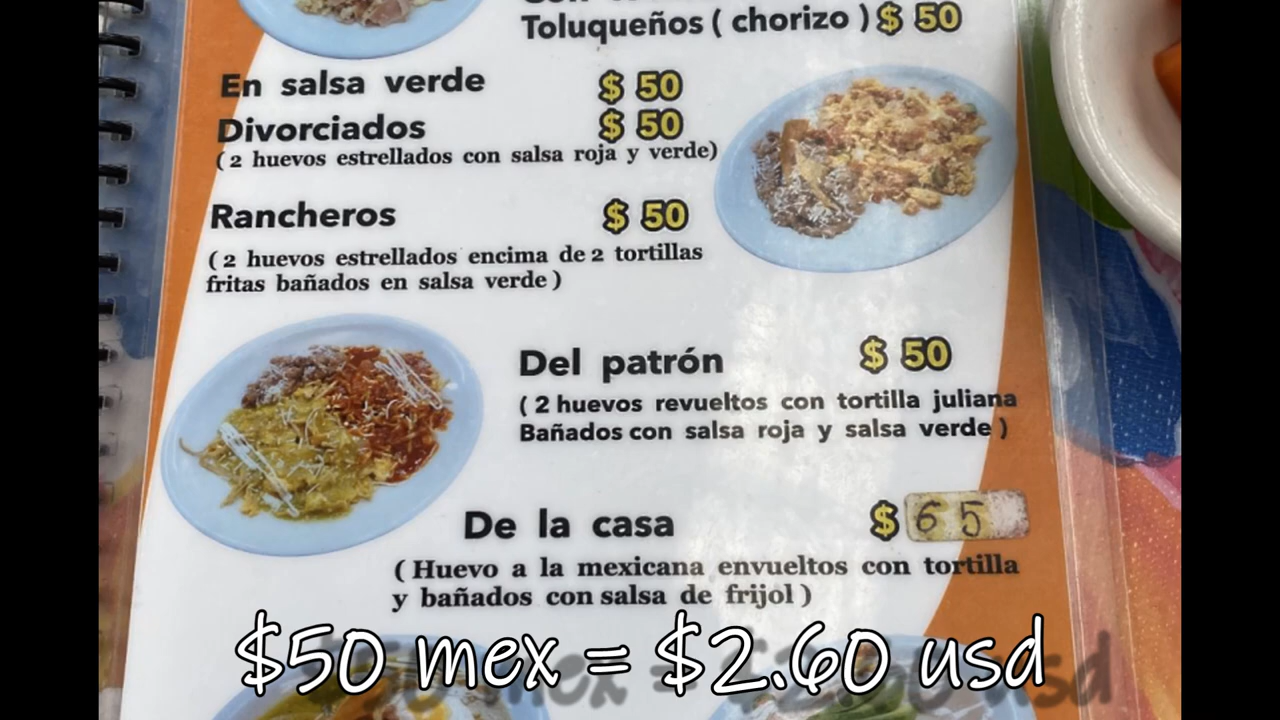 Toluqueños ( chorizo ) $ 50
En salsa verde $ 50
Divorciados $ 50
( 2 huevos estrellados con salsa roja y verde)
Rancheros $ 50
( 2 huevos estrellados encima de 2 tortillas
fritas bañados en salsa verde )
Del patrón $ 50
( 2 huevos revueltos con tortilla juliana
Bañados con salsa roja y salsa verde )
De la casa $ 65
( Huevo a la mexicana envueltos con tortilla
y bañados con salsa de frijol )
$50 mex = $2.60 usd